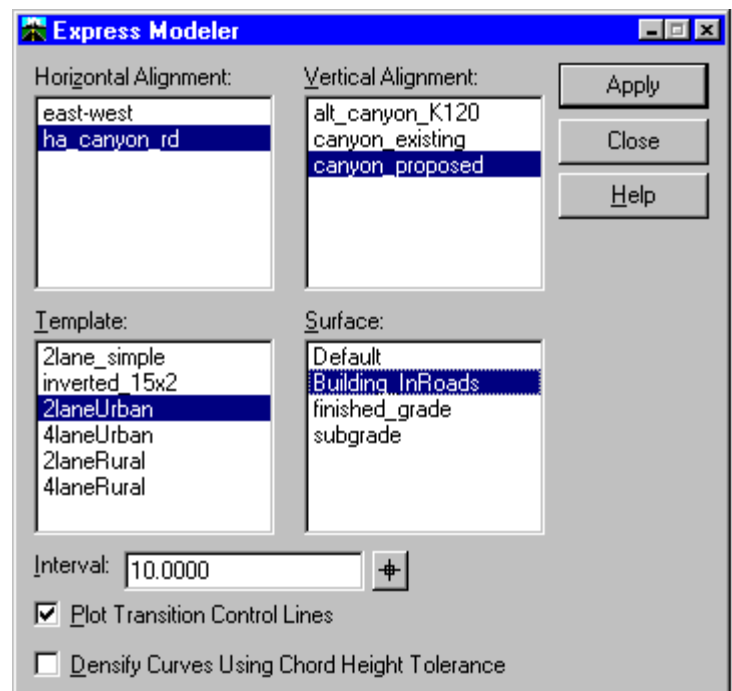 Express Modeler
Horizontal Alignment:
east-west
ha_canyon_rd
Vertical Alignment:
alt_canyon_K120
canyon_existing
canyon_proposed
Apply
Close
Help
Template:
2lane_simple
inverted_15x2
2laneUrban
4laneUrban
2laneRural
4laneRural
Surface:
Default
Building_InRoads
finished_grade
subgrade
Interval: 10.0000
Plot Transition Control Lines
Densify Curves Using Chord Height Tolerance